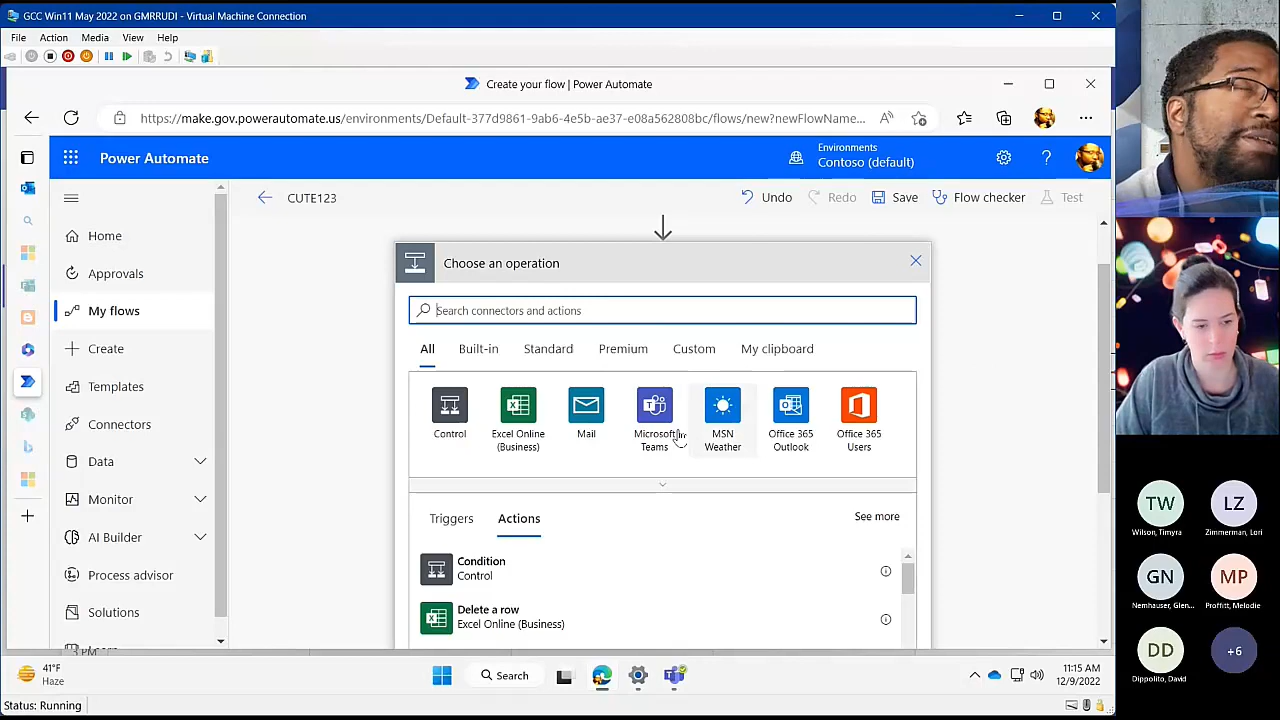 GCC Win11 May 2022 on GMRRUDI - Virtual Machine Connection
File Action Media View Help
Create your flow | Power Automate
https://make.gov.powerautomate.us/environments/Default-377d9861-9ab6-4e5b-ae37-e08a562808bc/flows/new?newFlowName...
Power Automate
Environments
Contoso (default)
CUTE123
Undo Redo Save Flow checker Test
Home
Approvals
My flows
Create
Templates
Connectors
Data
Monitor
AI Builder
Process advisor
Solutions
Choose an operation
Search connectors and actions
All Built-in Standard Premium Custom My clipboard
Control
Excel Online
(Business)
Mail
Microsoft
Teams
MSN
Weather
Office 365
Outlook
Office 365
Users
Triggers Actions See more
Condition
Control
Delete a row
Excel Online (Business)
TW
Wilson, Timyra
LZ
Zimmerman, Lori
GN
Nemhauser, Glen...
MP
Proffitt, Melodie
DD
Dippolito, David
+6
41°F
Haze
Search
11:15 AM
12/9/2022
Status: Running